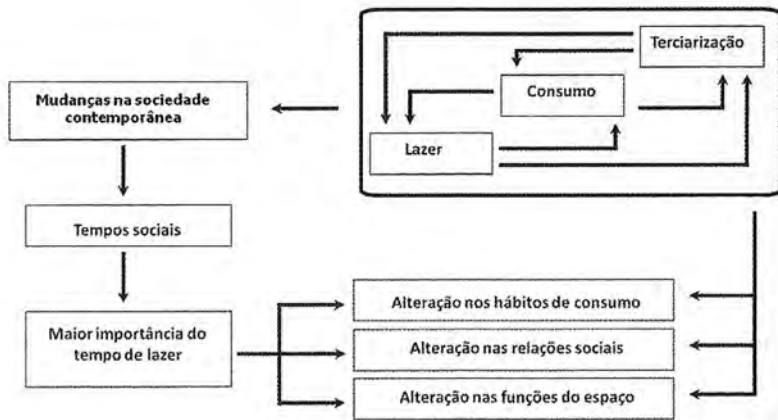 Terciarização
Consumo
Lazer
Mudanças na sociedade
contemporânea
Tempos sociais
Maior importância do
tempo de lazer
Alteração nos hábitos de consumo
Alteração nas relações sociais
Alteração nas funções do espaço